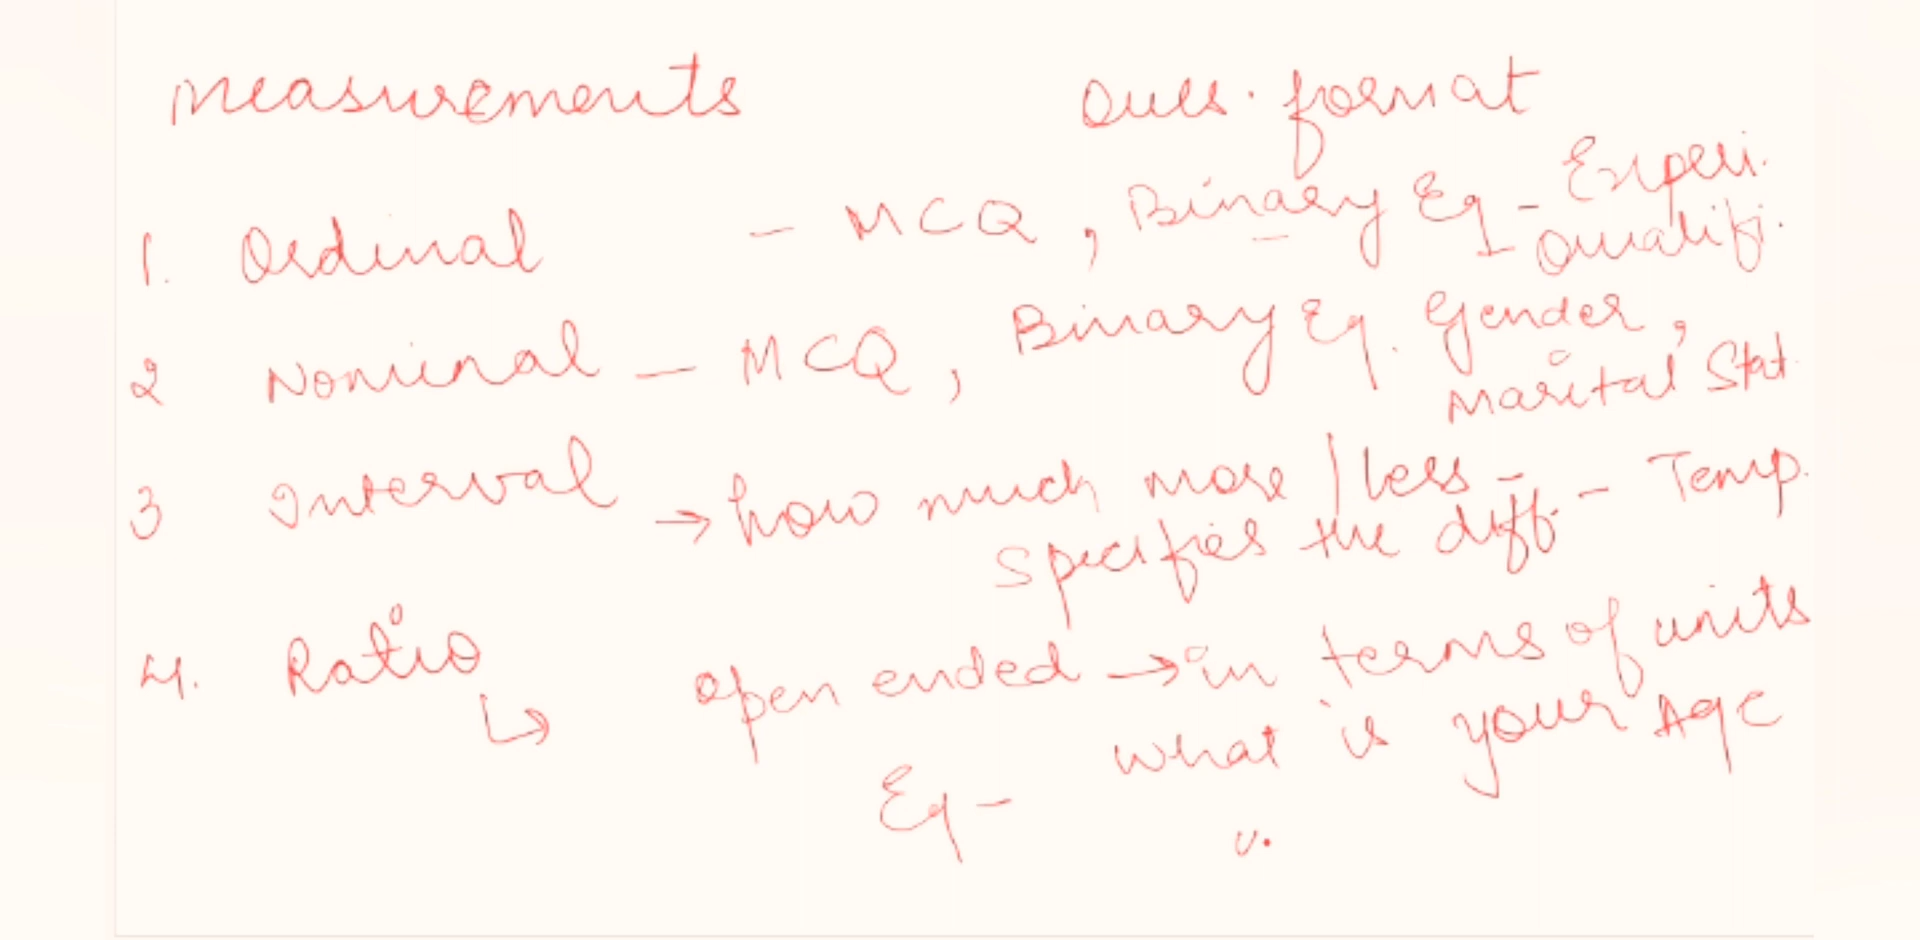 Measurements Ques. format
1. Ordinal - MCQ, Binary Eg - Experi.
- Qualifi.
2 Nominal - MCQ, Binary Eg. Gender,
Marital Stat.
3 Interval → how much more / less -
specifies the diff. - Temp.
4. Ratio
↳ open ended → in terms of units
Eg - what is your Age